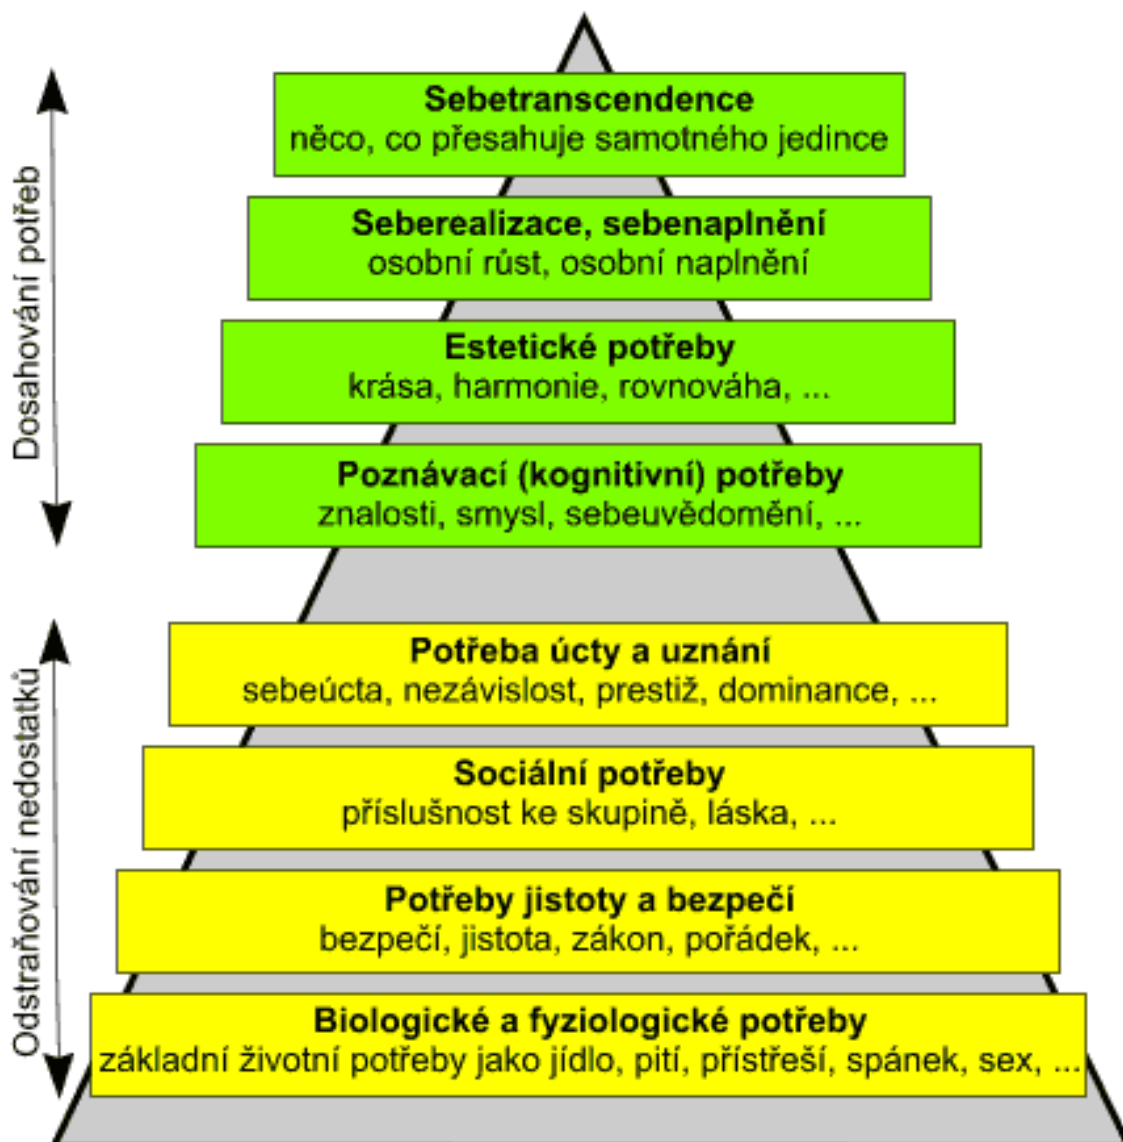 Sebetranscendence
něco, co přesahuje samotného jedince
Seberealizace, sebenaplnění
osobní růst, osobní naplnění
Estetické potřeby
krása, harmonie, rovnováha, ...
Poznávací (kognitivní) potřeby
znalosti, smysl, sebeuvědomění, ...
Dosahování potřeb
Potřeba úcty a uznání
sebeúcta, nezávislost, prestiž, dominance, ...
Sociální potřeby
příslušnost ke skupině, láska, ...
Potřeby jistoty a bezpečí
bezpečí, jistota, zákon, pořádek, ...
Biologické a fyziologické potřeby
základní životní potřeby jako jídlo, pití, přístřeší, spánek, sex, ...
Odstraňování nedostatků